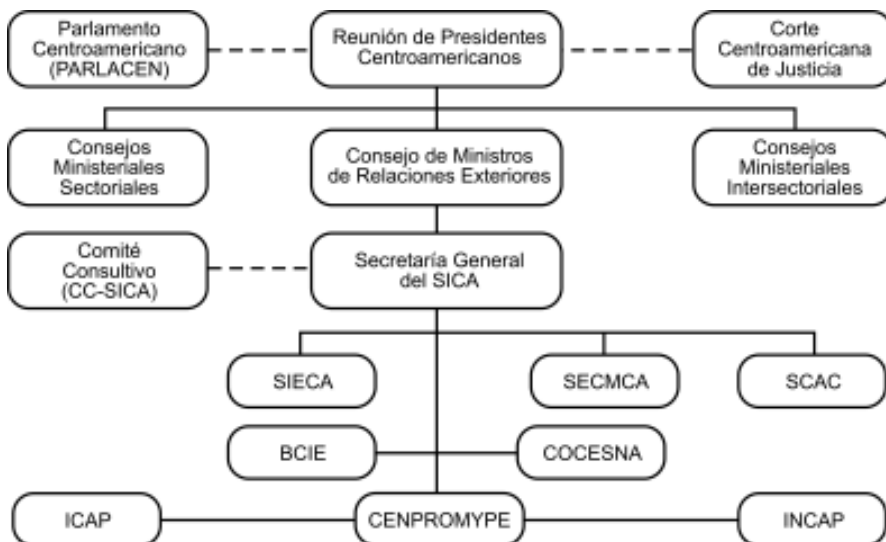 Parlamento
Centroamericano
(PARLACEN)
Reunión de Presidentes
Centroamericanos
Corte
Centroamericana
de Justicia
Consejos
Ministeriales
Sectoriales
Consejo de Ministros
de Relaciones Exteriores
Consejos
Ministeriales
Intersectoriales
Comité
Consultivo
(CC-SICA)
Secretaría General
del SICA
SIECA
SECMCA
SCAC
BCIE
COCESNA
ICAP
CENPROMYPE
INCAP